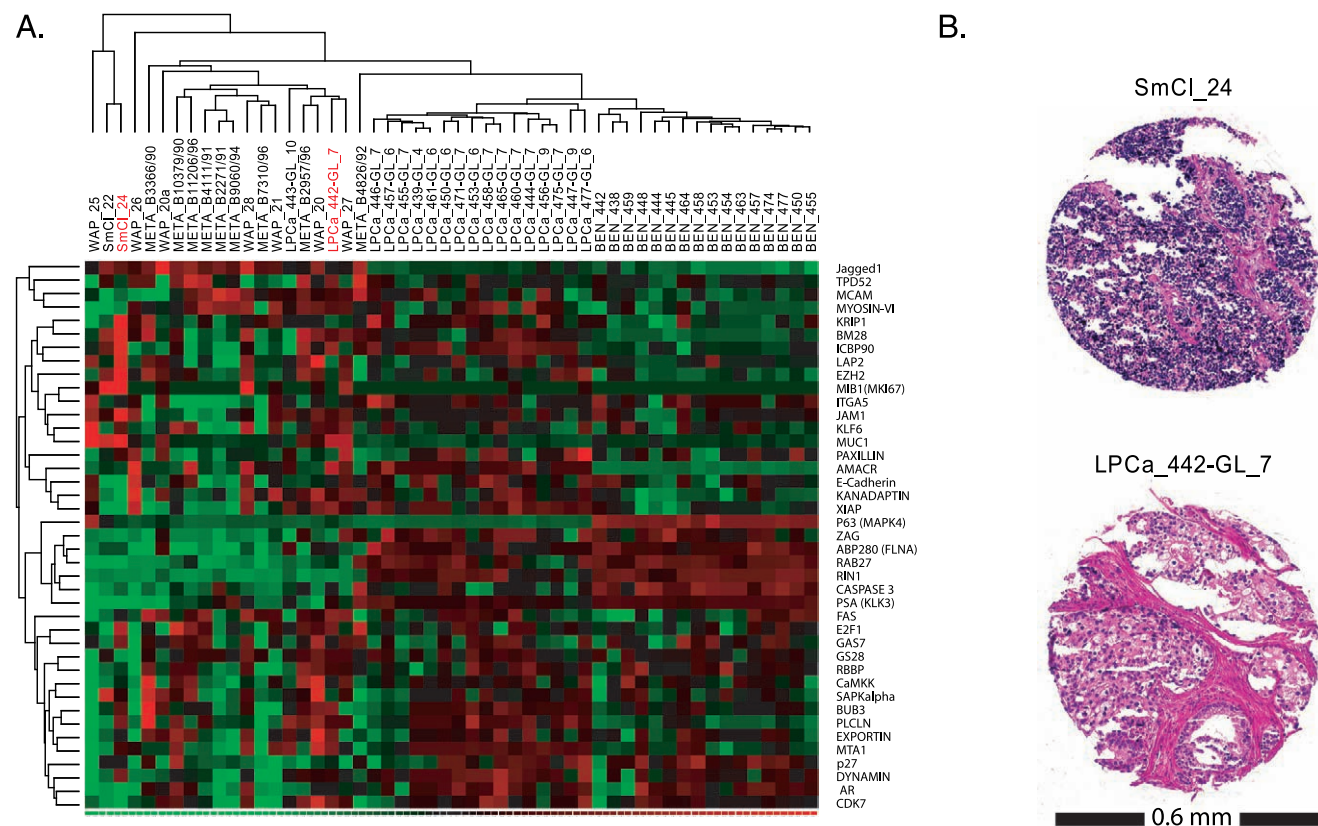 A.
B.
WAP_25
SmCl_22
SmCl_24
WAP_26
META_B3366/90
WAP_20a
META_B10379/90
META_B11206/96
META_B4111/91
META_B2271/91
META_B9060/94
WAP_28
META_B7310/96
WAP_21
LPCa_443-GL_10
META_B2957/96
WAP_20
LPCa_442-GL_7
WAP_27
META_B4826/92
LPCa_446-GL_7
LPCa_457-GL_6
LPCa_455-GL_7
LPCa_439-GL_4
LPCa_461-GL_6
LPCa_450-GL_6
LPCa_471-GL_7
LPCa_453-GL_6
LPCa_458-GL_7
LPCa_465-GL_7
LPCa_460-GL_7
LPCa_444-GL_7
LPCa_456-GL_9
LPCa_475-GL_6
LPCa_447-GL_9
LPCa_477-GL_6
BEN_442
BEN_438
BEN_459
BEN_448
BEN_444
BEN_445
BEN_464
BEN_458
BEN_453
BEN_454
BEN_463
BEN_457
BEN_474
BEN_477
BEN_450
BEN_455
Jagged1
TPD52
MCAM
MYOSIN-VI
KRIP1
BM28
ICBP90
LAP2
EZH2
MIB1(MKI67)
ITGA5
JAM1
KLF6
MUC1
PAXILLIN
AMACR
E-Cadherin
KANADAPTIN
XIAP
P63 (MAPK4)
ZAG
ABP280 (FLNA)
RAB27
RIN1
CASPASE 3
PSA (KLK3)
FAS
E2F1
GAS7
GS28
RBBP
CaMKK
SAPKalpha
BUB3
PLCLN
EXPORTIN
MTA1
p27
DYNAMIN
AR
CDK7
SmCl_24
LPCa_442-GL_7
0.6 mm